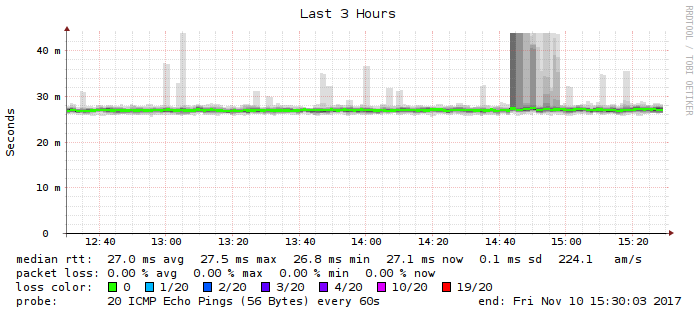 Last 3 Hours
RRDTOOL / TOBI OETIKER
Seconds
40 m
30 m
20 m
10 m
0
12:40 13:00 13:20 13:40 14:00 14:20 14:40 15:00 15:20
median rtt: 27.0 ms avg 27.5 ms max 26.8 ms min 27.1 ms now 0.1 ms sd 224.1 am/s
packet loss: 0.00 % avg 0.00 % max 0.00 % min 0.00 % now
loss color: 0 1/20 2/20 3/20 4/20 10/20 19/20
probe: 20 ICMP Echo Pings (56 Bytes) every 60s end: Fri Nov 10 15:30:03 2017